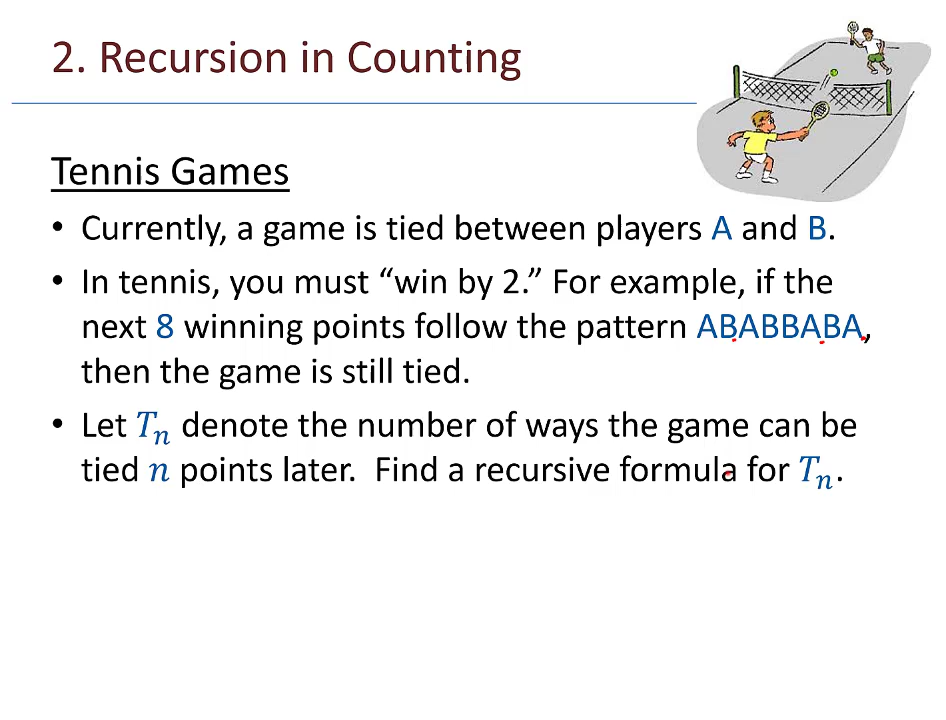 2. Recursion in Counting
Tennis Games
• Currently, a game is tied between players A and B.
• In tennis, you must “win by 2.” For example, if the
next 8 winning points follow the pattern ABABBABA,
then the game is still tied.
• Let Tₙ denote the number of ways the game can be
tied n points later. Find a recursive formula for Tₙ.